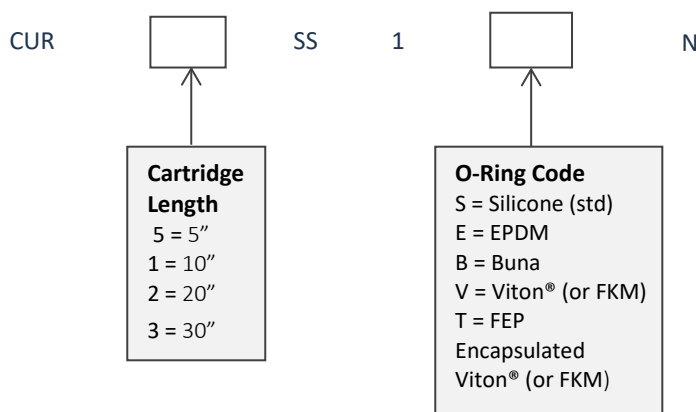 CUR SS 1 N
Cartridge
Length
5 = 5”
1 = 10”
2 = 20”
3 = 30”
O-Ring Code
S = Silicone (std)
E = EPDM
B = Buna
V = Viton® (or FKM)
T = FEP
Encapsulated
Viton® (or FKM)